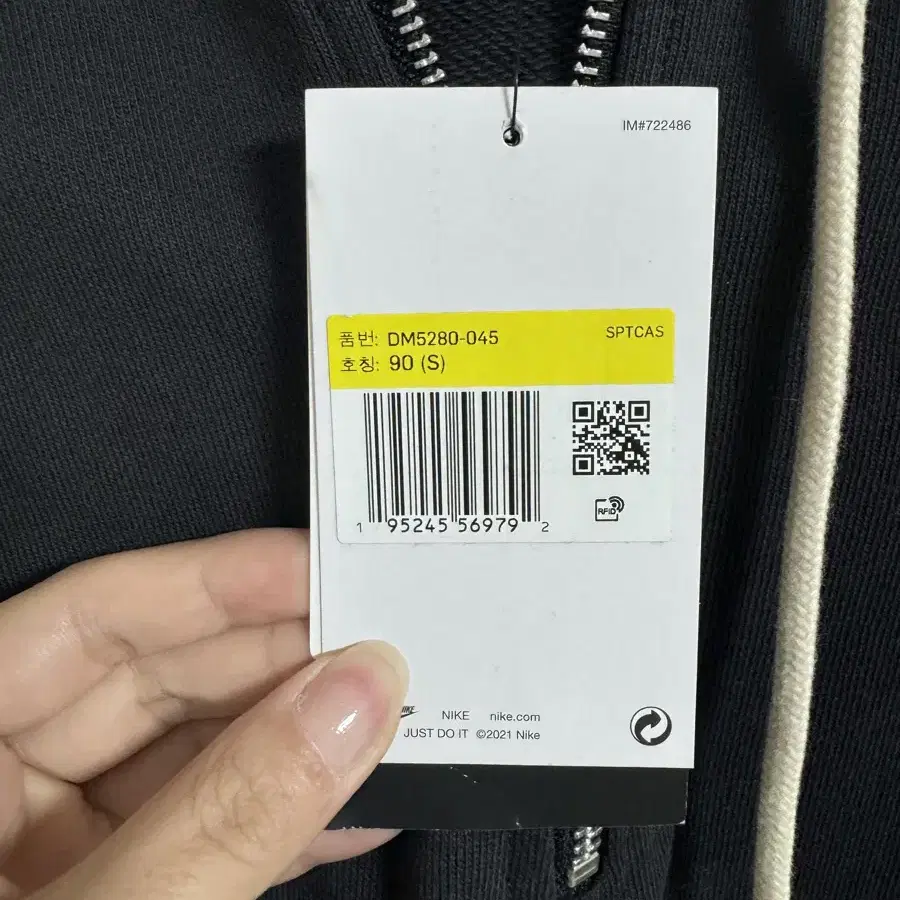 IM#722486
품번: DM5280-045 SPTCAS
호칭: 90 (S)
1 95245 56979 2
RFID
NIKE nike.com
JUST DO IT ©2021 Nike